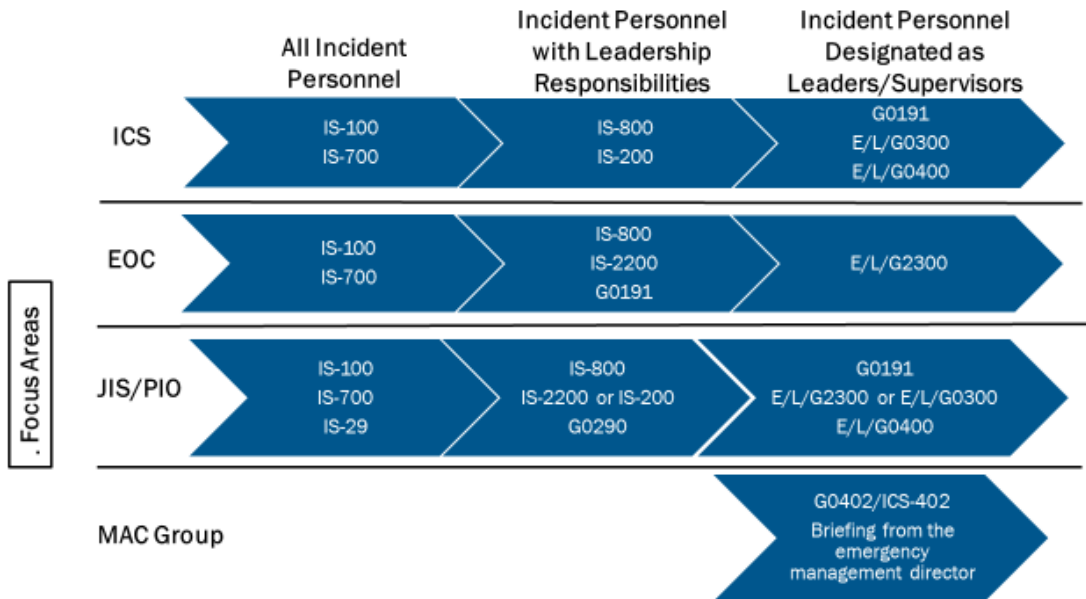 All Incident
Personnel
Incident Personnel
with Leadership
Responsibilities
Incident Personnel
Designated as
Leaders/Supervisors
ICS
IS-100
IS-700
IS-800
IS-200
G0191
E/L/G0300
E/L/G0400
EOC
IS-100
IS-700
IS-800
IS-2200
G0191
E/L/G2300
. Focus Areas
JIS/PIO
IS-100
IS-700
IS-29
IS-800
IS-2200 or IS-200
G0290
G0191
E/L/G2300 or E/L/G0300
E/L/G0400
MAC Group
G0402/ICS-402
Briefing from the
emergency
management director